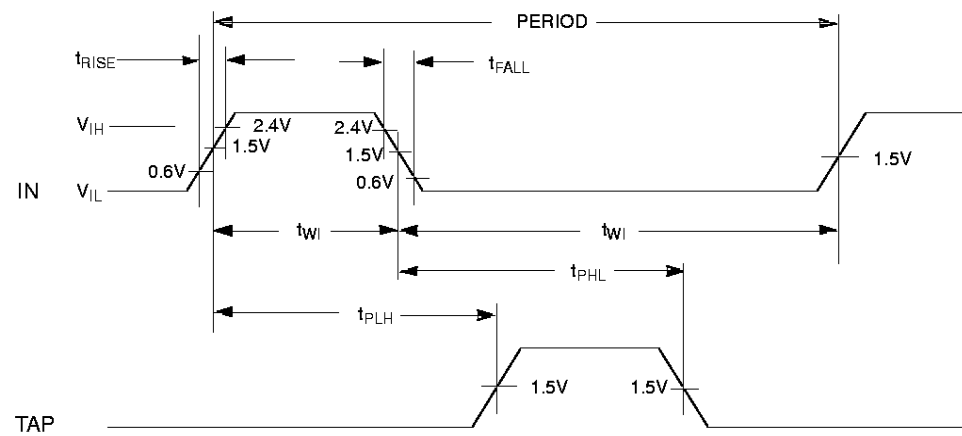 PERIOD
tRISE
tFALL
VIH
2.4V
2.4V
1.5V
1.5V
1.5V
0.6V
0.6V
IN
VIL
tWI
tWI
tPHL
tPLH
1.5V
1.5V
TAP